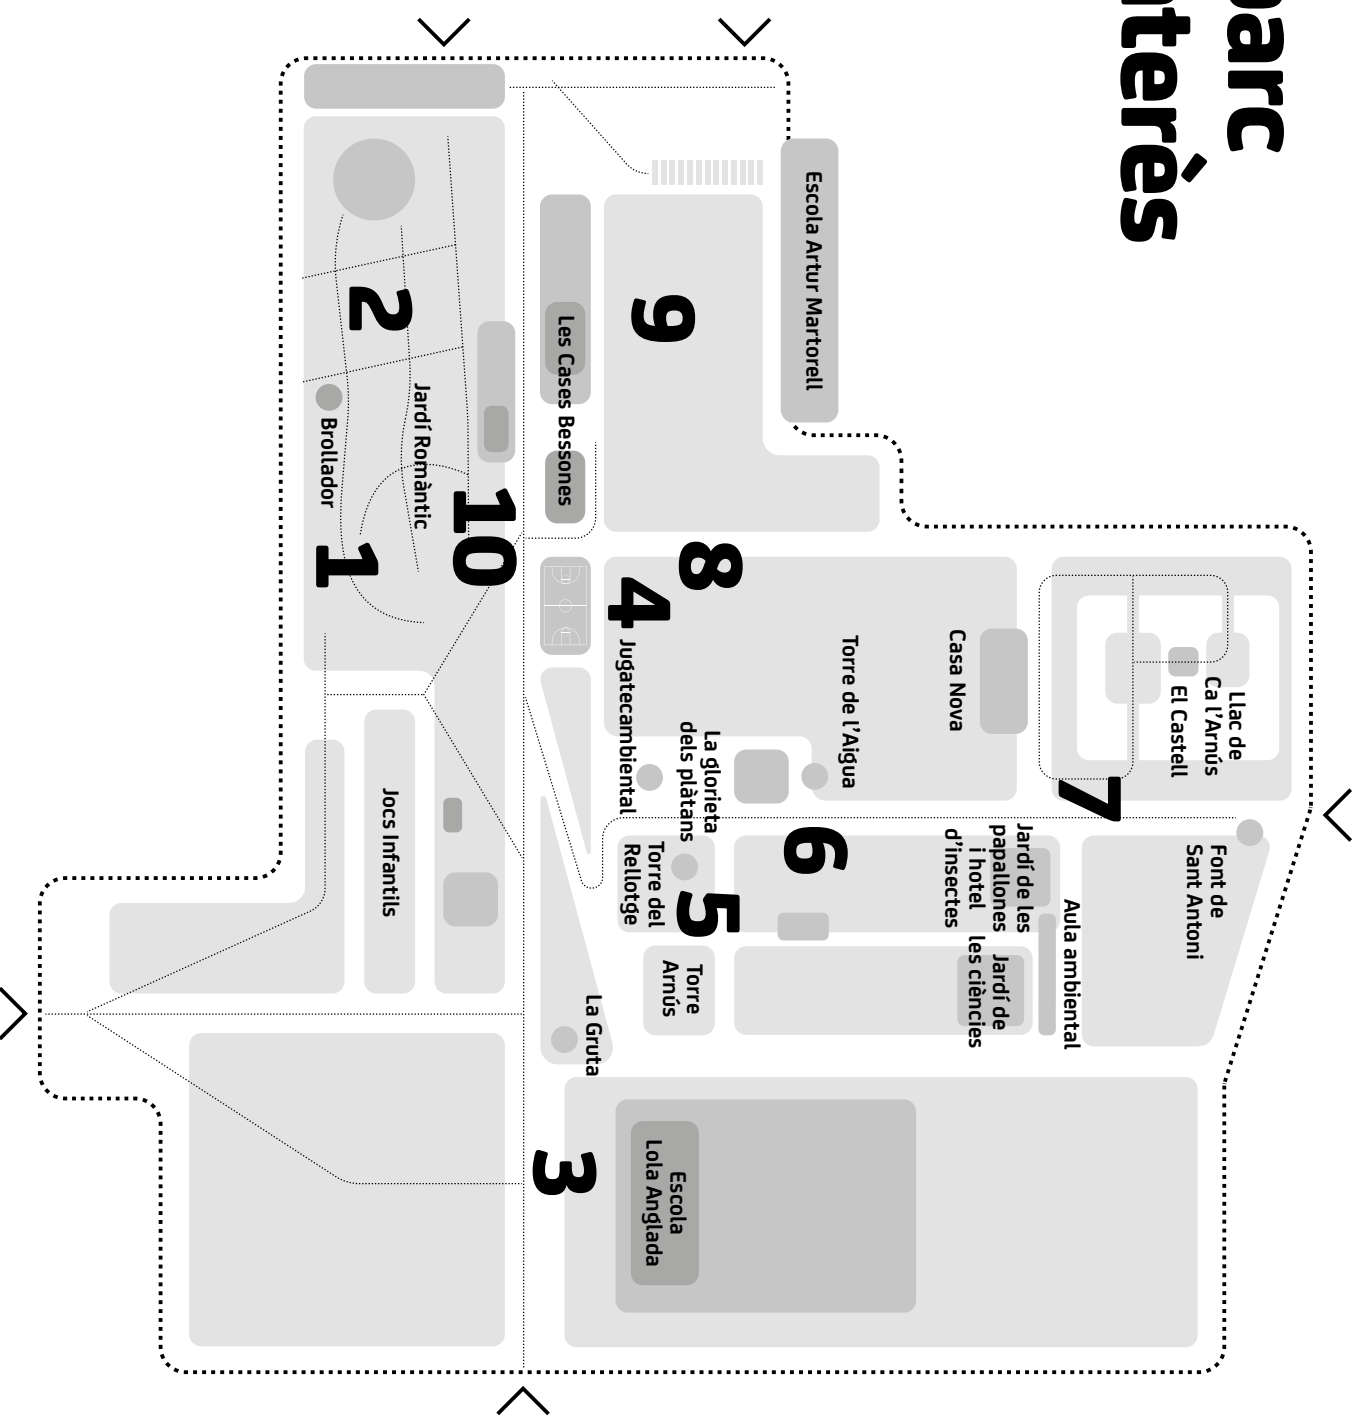 parc
nterès
Llac de
Ca l'Arnús
El Castell
Font de
Sant Antoni
7
Aula ambiental
Casa Nova
Jardí de les
papallones
i hotel
d'insectes
Jardí de
les ciències
Escola Artur Martorell
Torre de l'Aigua
6
8
La glorieta
dels plàtans
5
9
4
Jugatecambiental
Torre del
Rellotge
Torre
Arnús
Escola
Lola Anglada
Les Cases Bessones
La Gruta
3
10
Jardí Romàntic
Jocs Infantils
2
Brollador
1